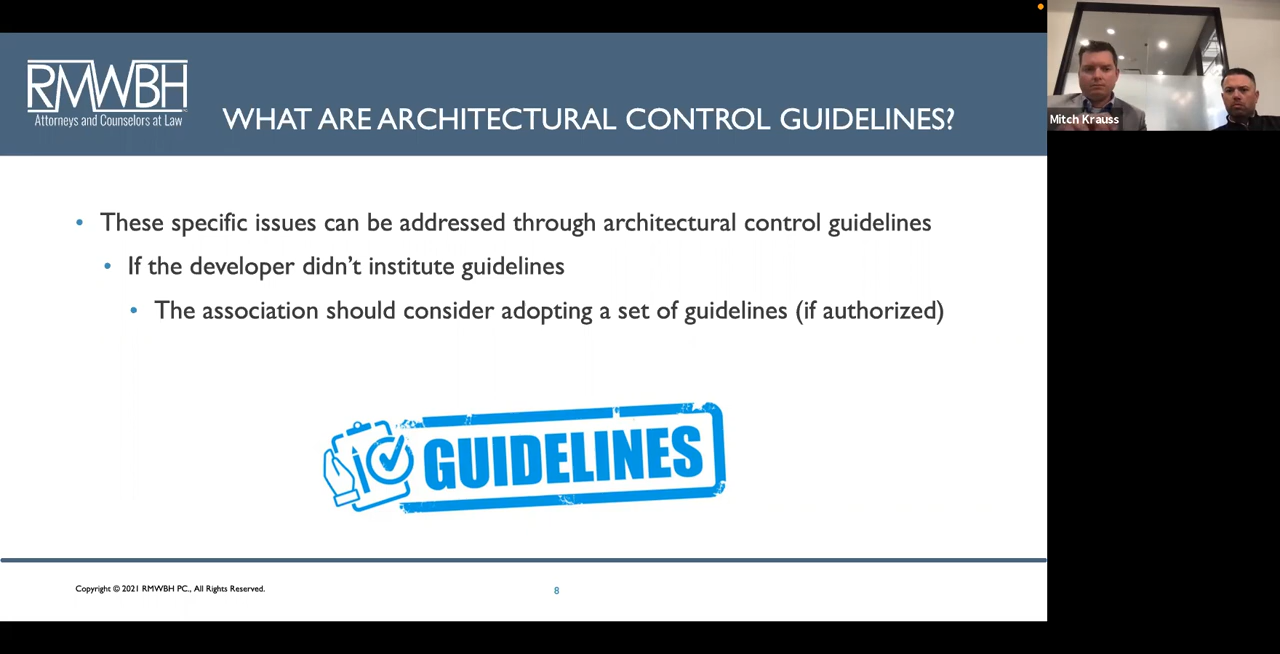 RMWBH
Attorneys and Counselors at Law
WHAT ARE ARCHITECTURAL CONTROL GUIDELINES?
Mitch Krauss
• These specific issues can be addressed through architectural control guidelines
• If the developer didn't institute guidelines
• The association should consider adopting a set of guidelines (if authorized)
GUIDELINES
Copyright © 2021 RMWBH PC., All Rights Reserved.
8